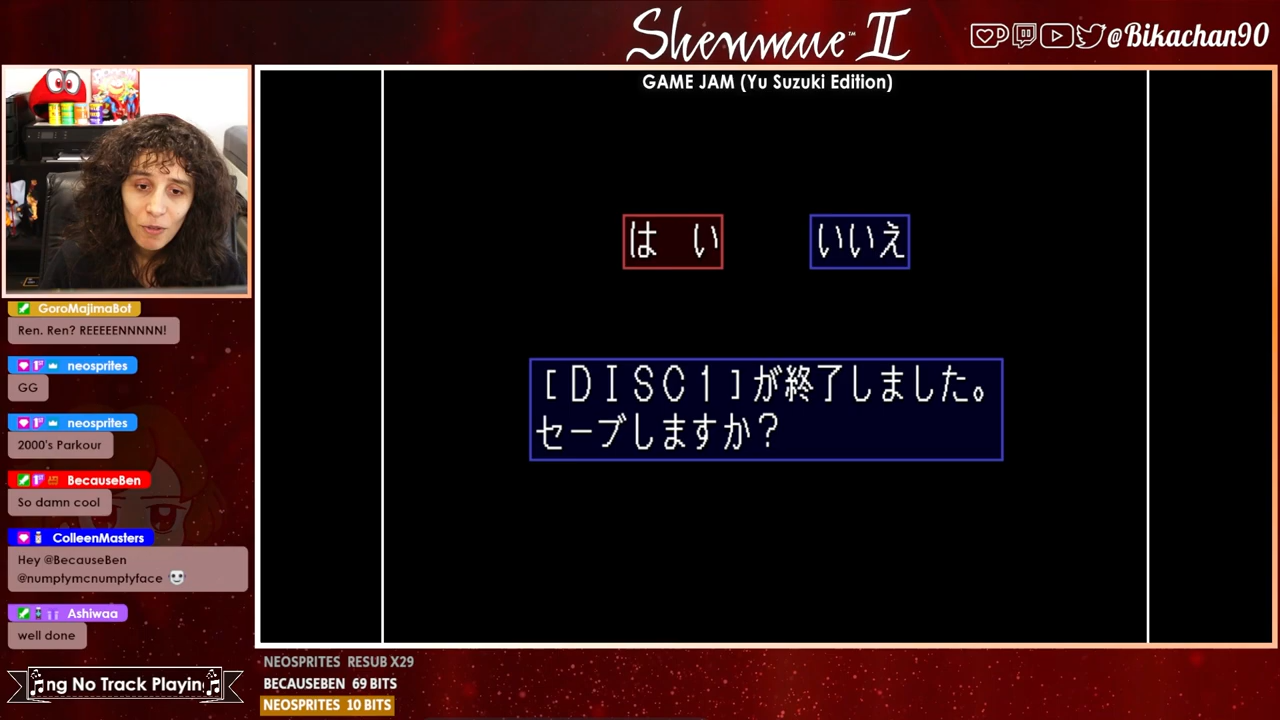 Shenmue™ II
@Bikachan90
GAME JAM (Yu Suzuki Edition)
は　い
いいえ
[DISC1]が終了しました。
セーブしますか?
GoroMajimaBot
Ren. Ren? REEEEENNNNN!
neosprites
GG
neosprites
2000's Parkour
BecauseBen
So damn cool
ColleenMasters
Hey @BecauseBen
@numptymcnumptyface
Ashiwaa
well done
ng No Track Playin
NEOSPRITES RESUB X29
BECAUSEBEN 69 BITS
NEOSPRITES 10 BITS